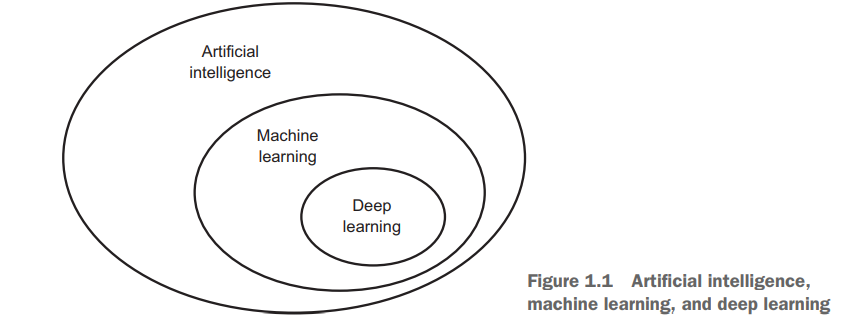 Artificial
intelligence
Machine
learning
Deep
learning
Figure 1.1 Artificial intelligence,
machine learning, and deep learning